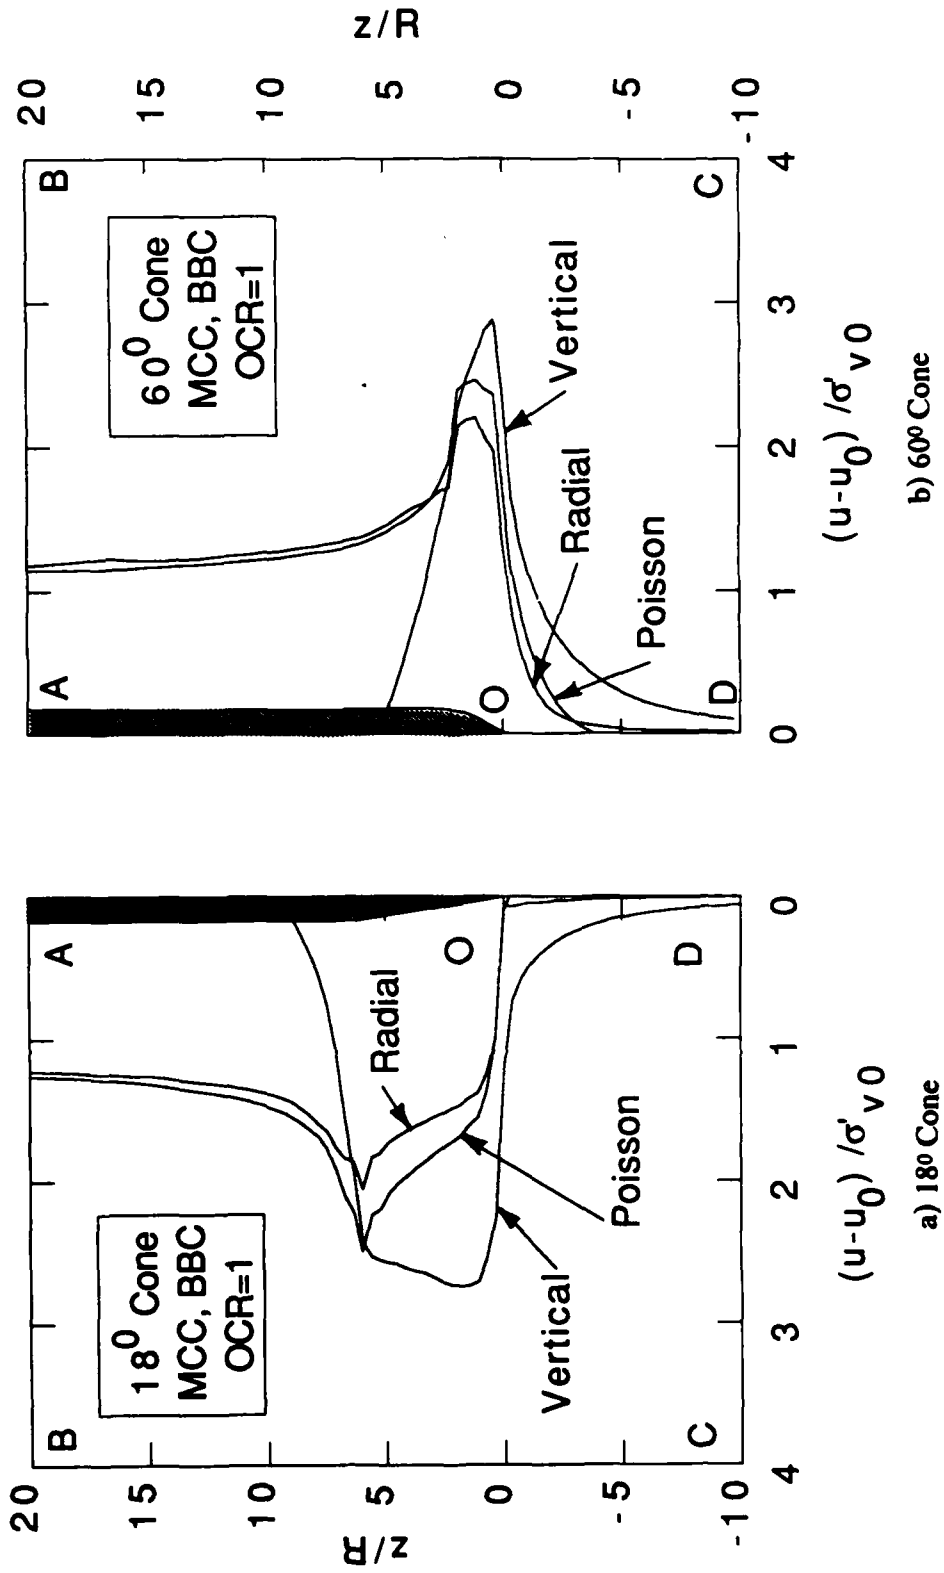 20
15
10
5
0
-5
-10
z/R
B
A
18⁰ Cone
MCC, BBC
OCR=1
Radial
Poisson
Vertical
O
C
D
4
3
2
1
0
(u-u₀) /σ'v0
a) 18⁰ Cone
A
B
60⁰ Cone
MCC, BBC
OCR=1
Vertical
Radial
Poisson
O
D
C
0
1
2
3
4
20
15
10
5
0
-5
-10
z/R
(u-u₀) /σ'v0
b) 60⁰ Cone